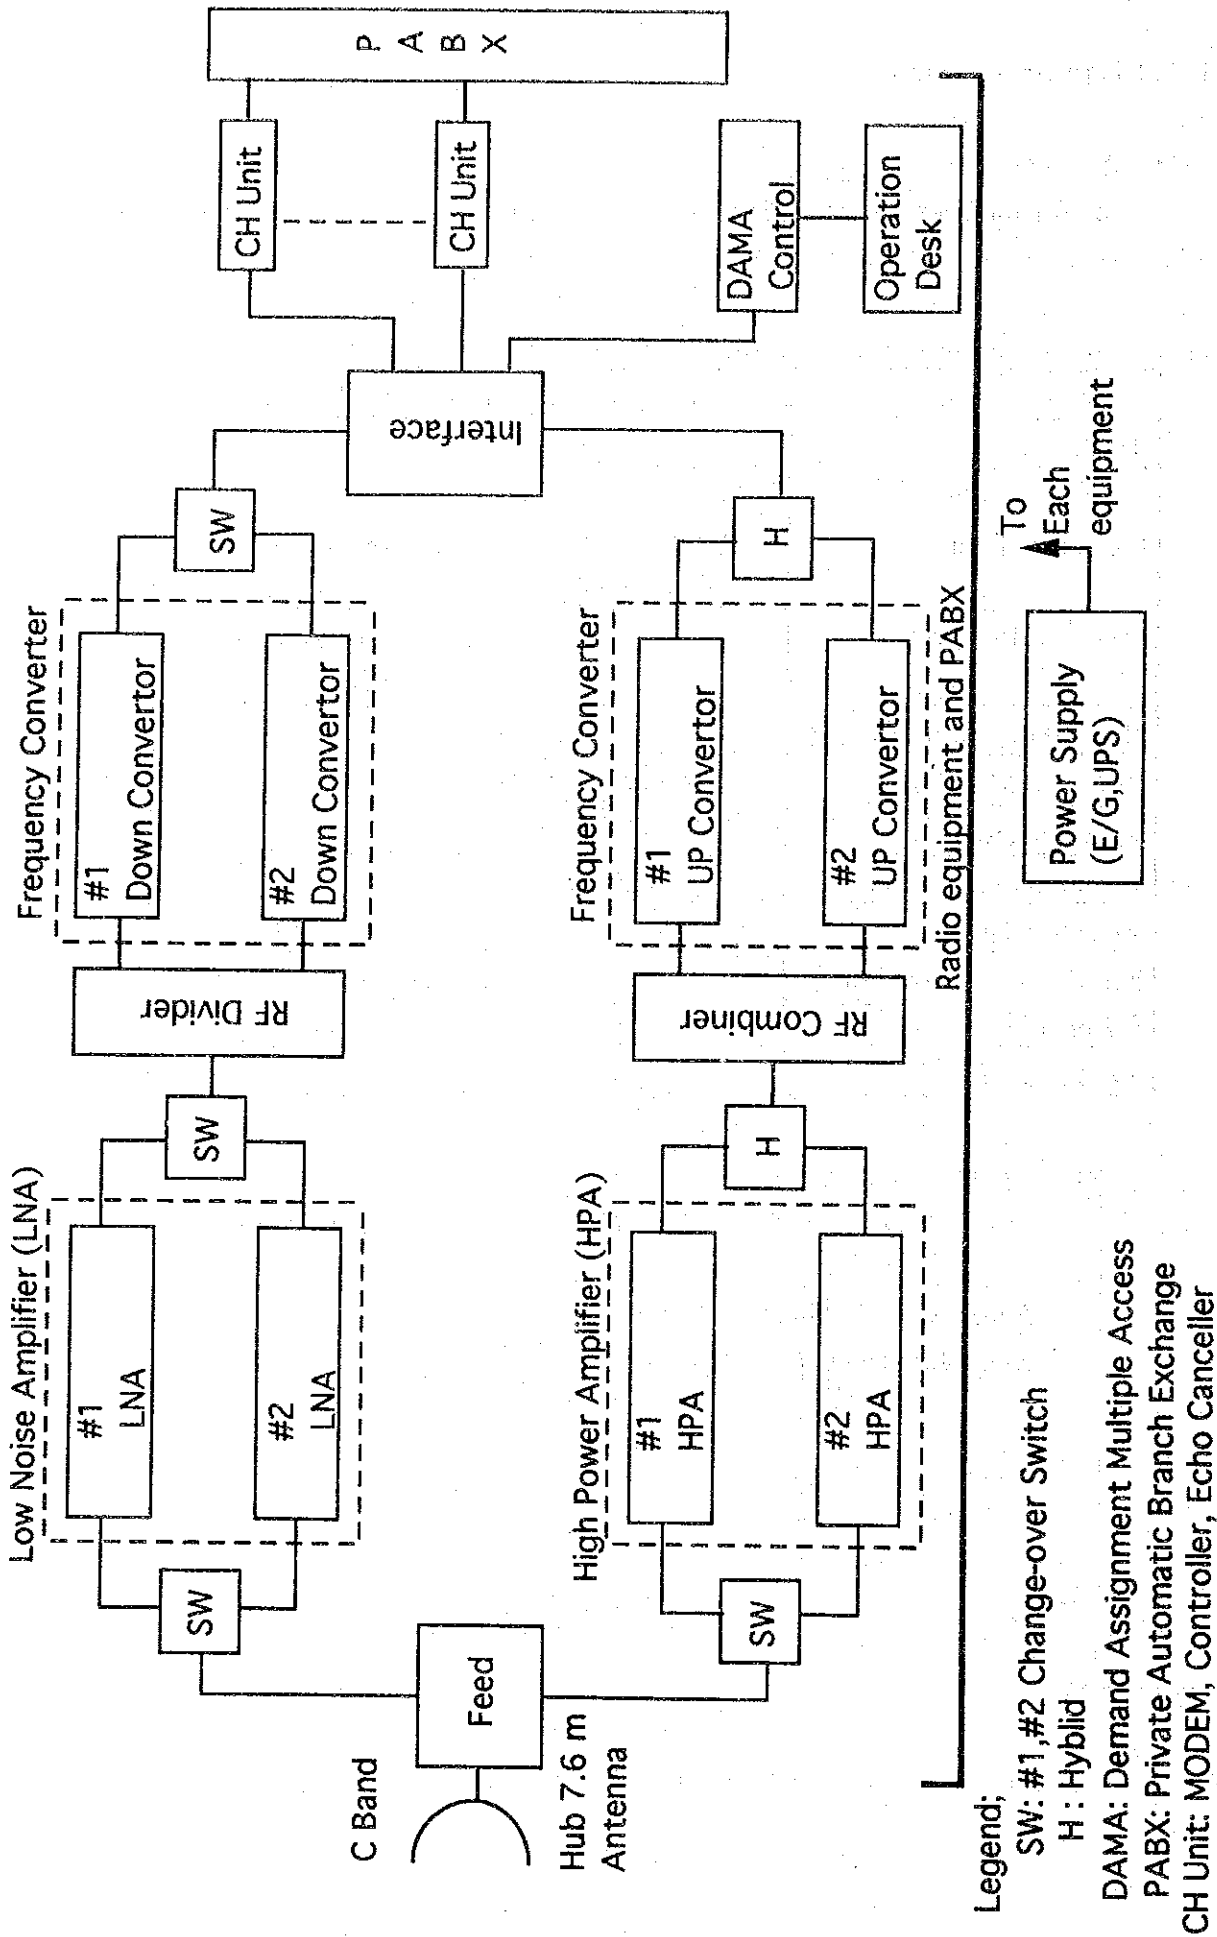 Low Noise Amplifier (LNA)
#1
LNA
#2
LNA
SW
SW
RF Divider
Frequency Converter
#1
Down Convertor
#2
Down Convertor
SW
C Band
Feed
Hub 7.6 m
Antenna
Interface
CH Unit
CH Unit
P A B X
High Power Amplifier (HPA)
#1
HPA
#2
HPA
SW
H
RF Combiner
Frequency Converter
#1
UP Convertor
#2
UP Convertor
H
DAMA
Control
Operation
Desk
Radio equipment and PABX
Power Supply
(E/G,UPS)
To
Each
equipment
Legend;
SW: #1,#2 Change-over Switch
H : Hyblid
DAMA: Demand Assignment Multiple Access
PABX: Private Automatic Branch Exchange
CH Unit: MODEM, Controller, Echo Canceller